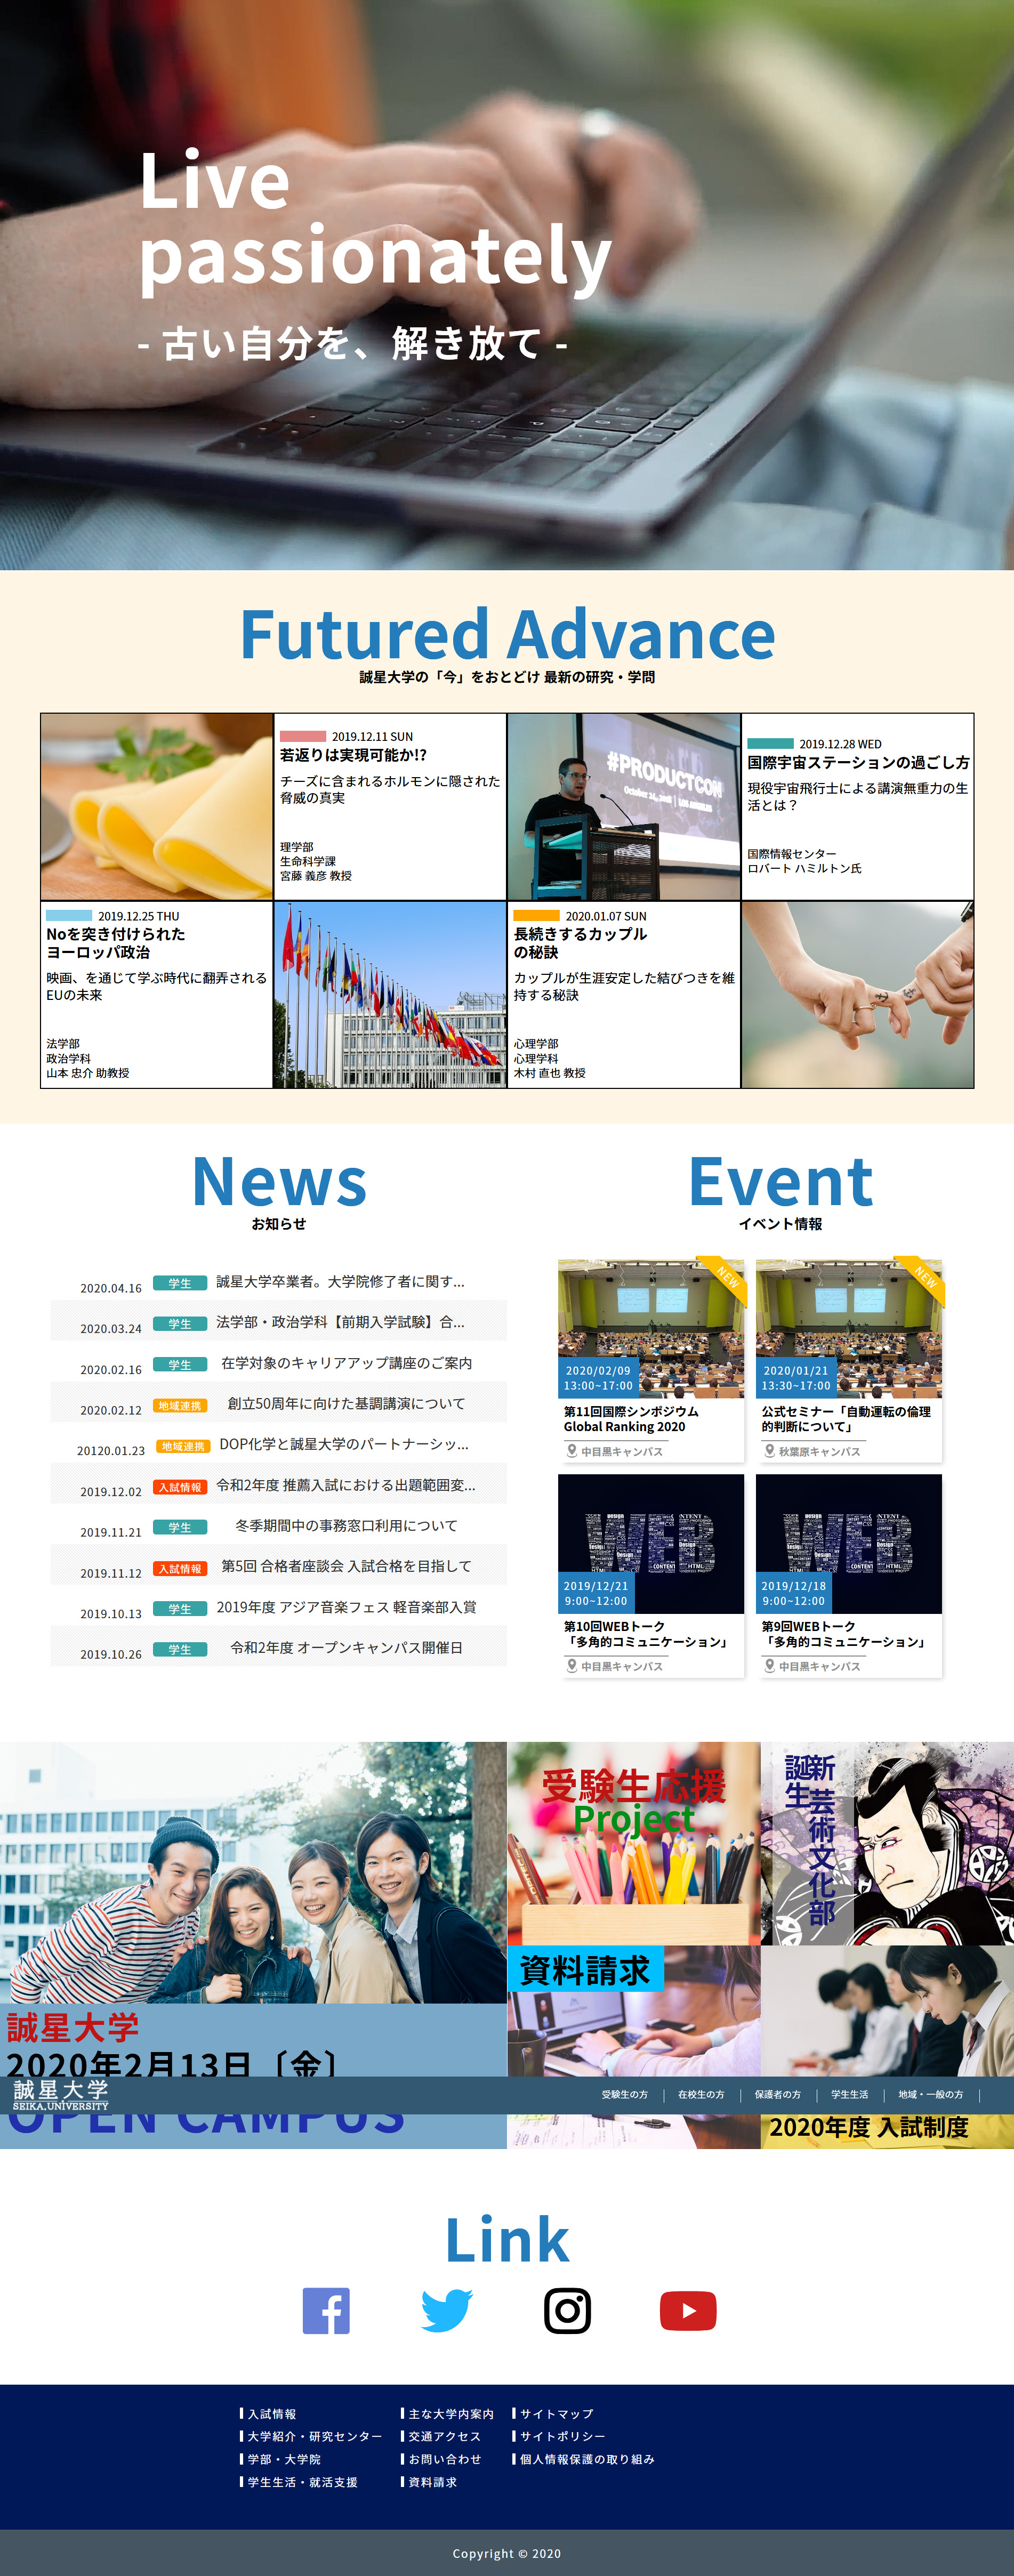 Live
passionately
- 古い自分を、解き放て -
Futured Advance
誠星大学の「今」をおとどけ 最新の研究・学問
2019.12.11 SUN
若返りは実現可能か!?
チーズに含まれるホルモンに隠された
脅威の真実
理学部
生命科学課
宮藤 義彦 教授
#PRODUCTCON
2019.12.28 WED
国際宇宙ステーションの過ごし方
現役宇宙飛行士による講演無重力の生
活とは？
国際情報センター
ロバート ハミルトン氏
2019.12.25 THU
Noを突き付けられた
ヨーロッパ政治
映画、を通じて学ぶ時代に翻弄される
EUの未来
法学部
政治学科
山本 忠介 助教授
2020.01.07 SUN
長続きするカップル
の秘訣
カップルが生涯安定した結びつきを維
持する秘訣
心理学部
心理学科
木村 直也 教授
News
お知らせ
2020.04.16 学生 誠星大学卒業者。大学院修了者に関す...
2020.03.24 学生 法学部・政治学科【前期入学試験】合...
2020.02.16 学生 在学対象のキャリアアップ講座のご案内
2020.02.12 地域連携 創立50周年に向けた基調講演について
20120.01.23 地域連携 DOP化学と誠星大学のパートナーシッ...
2019.12.02 入試情報 令和2年度 推薦入試における出題範囲変...
2019.11.21 学生 冬季期間中の事務窓口利用について
2019.11.12 入試情報 第5回 合格者座談会 入試合格を目指して
2019.10.13 学生 2019年度 アジア音楽フェス 軽音楽部入賞
2019.10.26 学生 令和2年度 オープンキャンパス開催日
Event
イベント情報
NEW
2020/02/09
13:00~17:00
第11回国際シンポジウム
Global Ranking 2020
中目黒キャンパス
NEW
2020/01/21
13:30~17:00
公式セミナー「自動運転の倫理
的判断について」
秋葉原キャンパス
WEB
2019/12/21
9:00~12:00
第10回WEBトーク
「多角的コミュニケーション」
中目黒キャンパス
WEB
2019/12/18
9:00~12:00
第9回WEBトーク
「多角的コミュニケーション」
中目黒キャンパス
誠星大学
2020年2月13日〔金〕
OPEN CAMPUS
受験生応援
Project
新 芸術文化部
誕生
資料請求
2020年度 入試制度
誠星大学
SEIKA,UNIVERSITY
受験生の方
在校生の方
保護者の方
学生生活
地域・一般の方
Link
入試情報
大学紹介・研究センター
学部・大学院
学生生活・就活支援
主な大学内案内
交通アクセス
お問い合わせ
資料請求
サイトマップ
サイトポリシー
個人情報保護の取り組み
Copyright © 2020